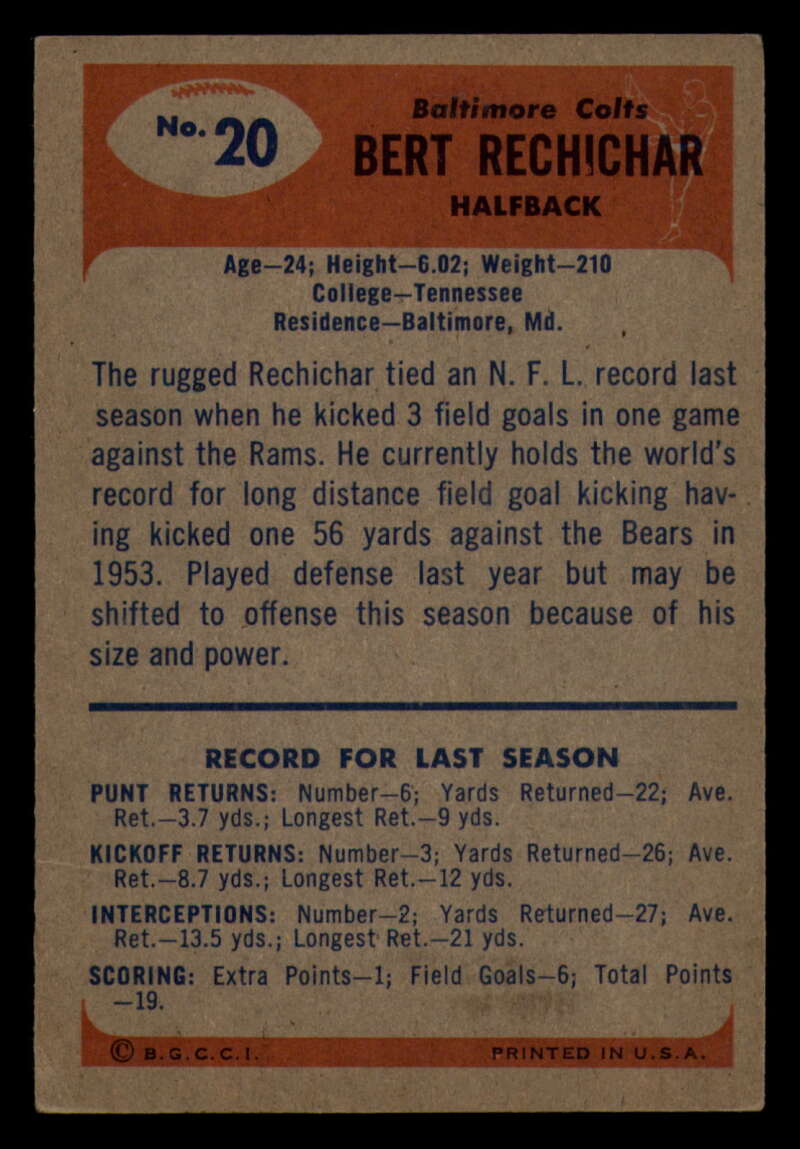 No. 20
Baltimore Colts
BERT RECHICHAR
HALFBACK
Age—24; Height—6.02; Weight—210
College—Tennessee
Residence—Baltimore, Md.
The rugged Rechichar tied an N. F. L. record last
season when he kicked 3 field goals in one game
against the Rams. He currently holds the world's
record for long distance field goal kicking hav-
ing kicked one 56 yards against the Bears in
1953. Played defense last year but may be
shifted to offense this season because of his
size and power.
RECORD FOR LAST SEASON
PUNT RETURNS: Number—6; Yards Returned—22; Ave.
Ret.—3.7 yds.; Longest Ret.—9 yds.
KICKOFF RETURNS: Number—3; Yards Returned—26; Ave.
Ret.—8.7 yds.; Longest Ret.—12 yds.
INTERCEPTIONS: Number—2; Yards Returned—27; Ave.
Ret.—13.5 yds.; Longest Ret.—21 yds.
SCORING: Extra Points—1; Field Goals—6; Total Points
—19.
© B.G.C.C.I. PRINTED IN U.S.A.